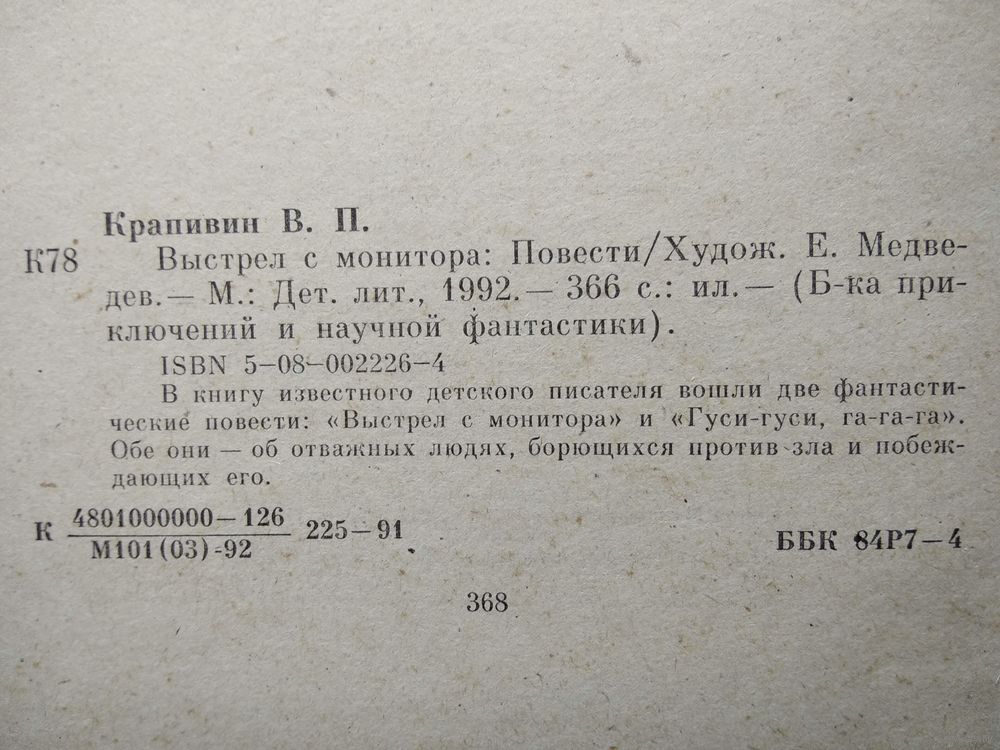 Крапивин В. П.
К78 Выстрел с монитора: Повести/Худож. Е. Медве-
дев.— М.: Дет. лит., 1992.— 366 с.: ил.— (Б-ка при-
ключений и научной фантастики).
ISBN 5—08—002226—4
В книгу известного детского писателя вошли две фантасти-
ческие повести: «Выстрел с монитора» и «Гуси-гуси, га-га-га».
Обе они — об отважных людях, борющихся против зла и побеж-
дающих его.
К 4801000000—126 225—91
М101(03)-92
ББК 84Р7—4
368